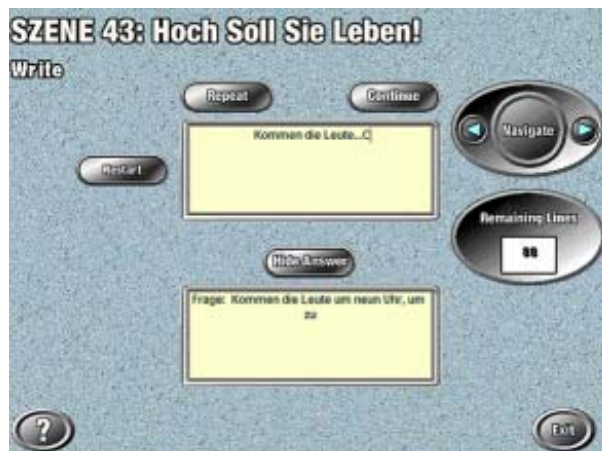 SZENE 43: Hoch Soll Sie Leben!
Write
Repeat
Continue
Kommen die Leute...C
Navigate
Restart
Remaining Lines
Hide Answer
Frage: Kommen die Leute um neun Uhr, um
zu
?
Exit